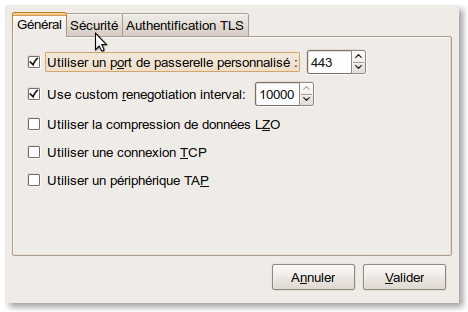 Général Sécurité Authentification TLS
Utiliser un port de passerelle personnalisé : 443
Use custom renegotiation interval: 10000
Utiliser la compression de données LZO
Utiliser une connexion TCP
Utiliser un périphérique TAP
Annuler Valider